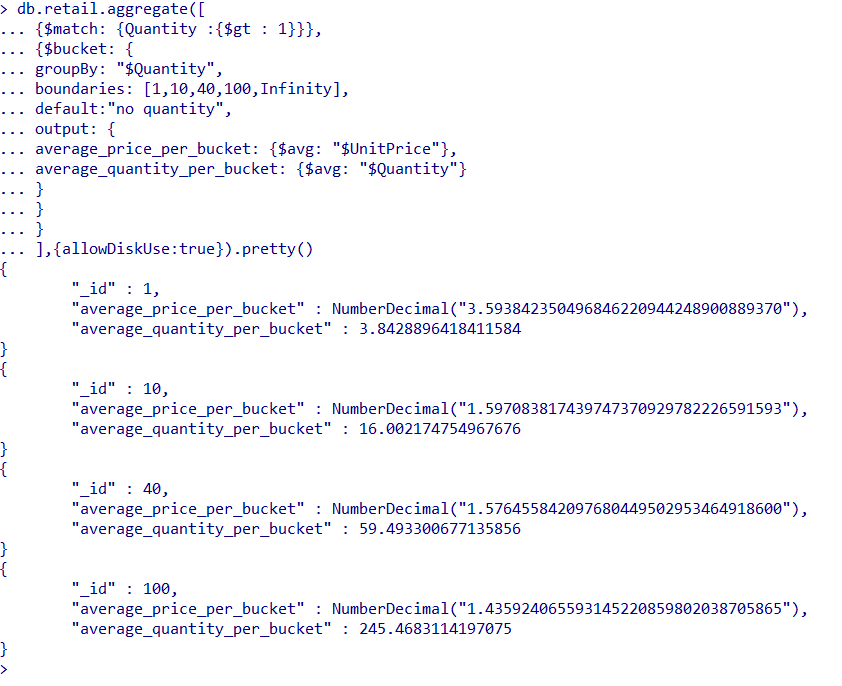 > db.retail.aggregate([
... {$match: {Quantity :{$gt : 1}}},
... {$bucket: {
... groupBy: "$Quantity",
... boundaries: [1,10,40,100,Infinity],
... default:"no quantity",
... output: {
... average_price_per_bucket: {$avg: "$UnitPrice"},
... average_quantity_per_bucket: {$avg: "$Quantity"}
... }
... }
... }
... ],{allowDiskUse:true}).pretty()
{
        "_id" : 1,
        "average_price_per_bucket" : NumberDecimal("3.593842350496846220944248900889370"),
        "average_quantity_per_bucket" : 3.8428896418411584
}
{
        "_id" : 10,
        "average_price_per_bucket" : NumberDecimal("1.597083817439747370929782226591593"),
        "average_quantity_per_bucket" : 16.002174754967676
}
{
        "_id" : 40,
        "average_price_per_bucket" : NumberDecimal("1.576455842097680449502953464918600"),
        "average_quantity_per_bucket" : 59.493300677135856
}
{
        "_id" : 100,
        "average_price_per_bucket" : NumberDecimal("1.435924065593145220859802038705865"),
        "average_quantity_per_bucket" : 245.4683114197075
}
>